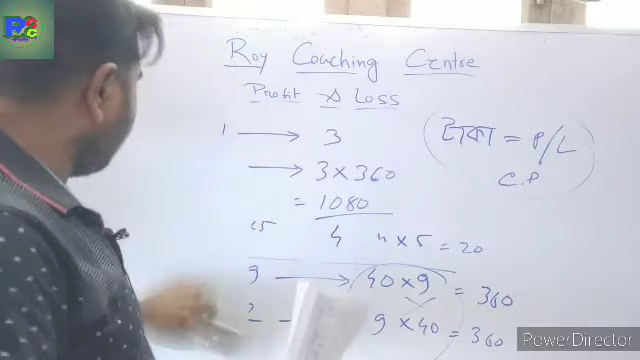 Roy Coaching Centre
Profit & Loss
1 → 3
টাকা = P/L
C.P
→ 3 × 360
= 1080
4 × 5 = 20
9 → 40 × 9 = 360
9 × 40 = 360
PowerDirector